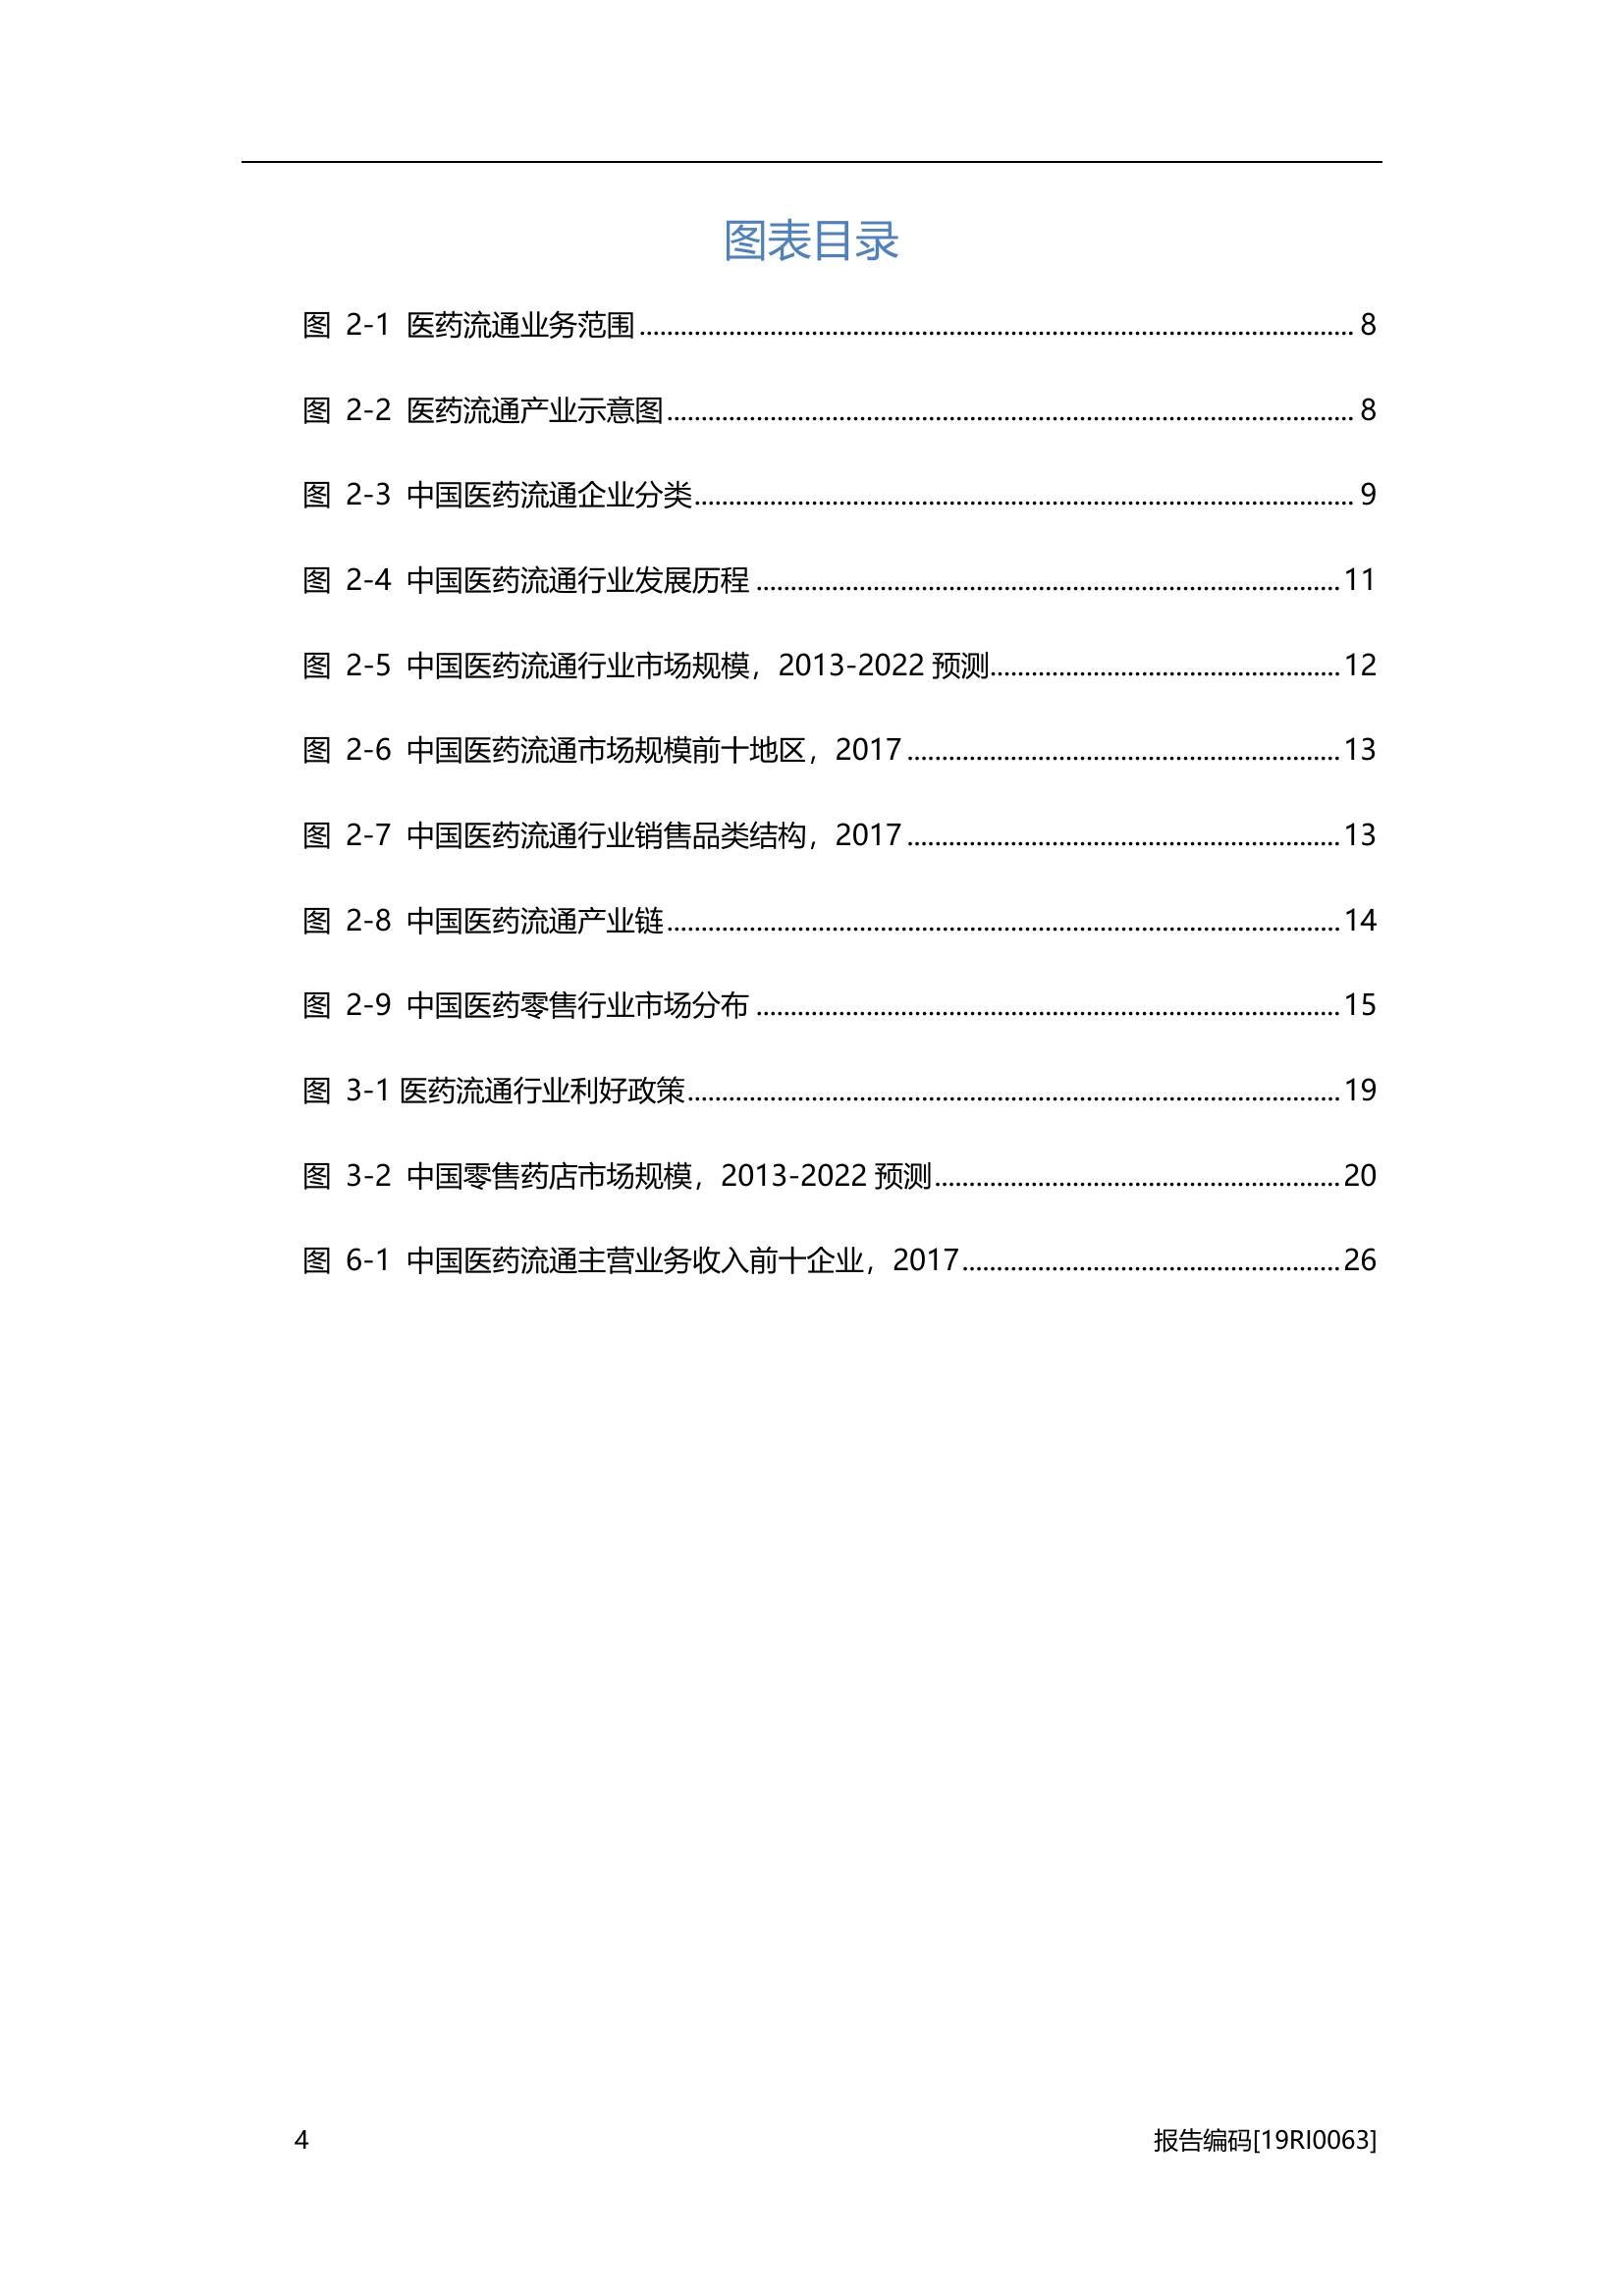 图表目录
图 2-1 医药流通业务范围........................................................................................................ 8
图 2-2 医药流通产业示意图.................................................................................................... 8
图 2-3 中国医药流通企业分类................................................................................................ 9
图 2-4 中国医药流通行业发展历程..................................................................................... 11
图 2-5 中国医药流通行业市场规模，2013-2022 预测................................................... 12
图 2-6 中国医药流通市场规模前十地区，2017............................................................... 13
图 2-7 中国医药流通行业销售品类结构，2017............................................................... 13
图 2-8 中国医药流通产业链.................................................................................................. 14
图 2-9 中国医药零售行业市场分布..................................................................................... 15
图 3-1 医药流通行业利好政策............................................................................................... 19
图 3-2 中国零售药店市场规模，2013-2022 预测........................................................... 20
图 6-1 中国医药流通主营业务收入前十企业，2017....................................................... 26
4 报告编码[19RI0063]